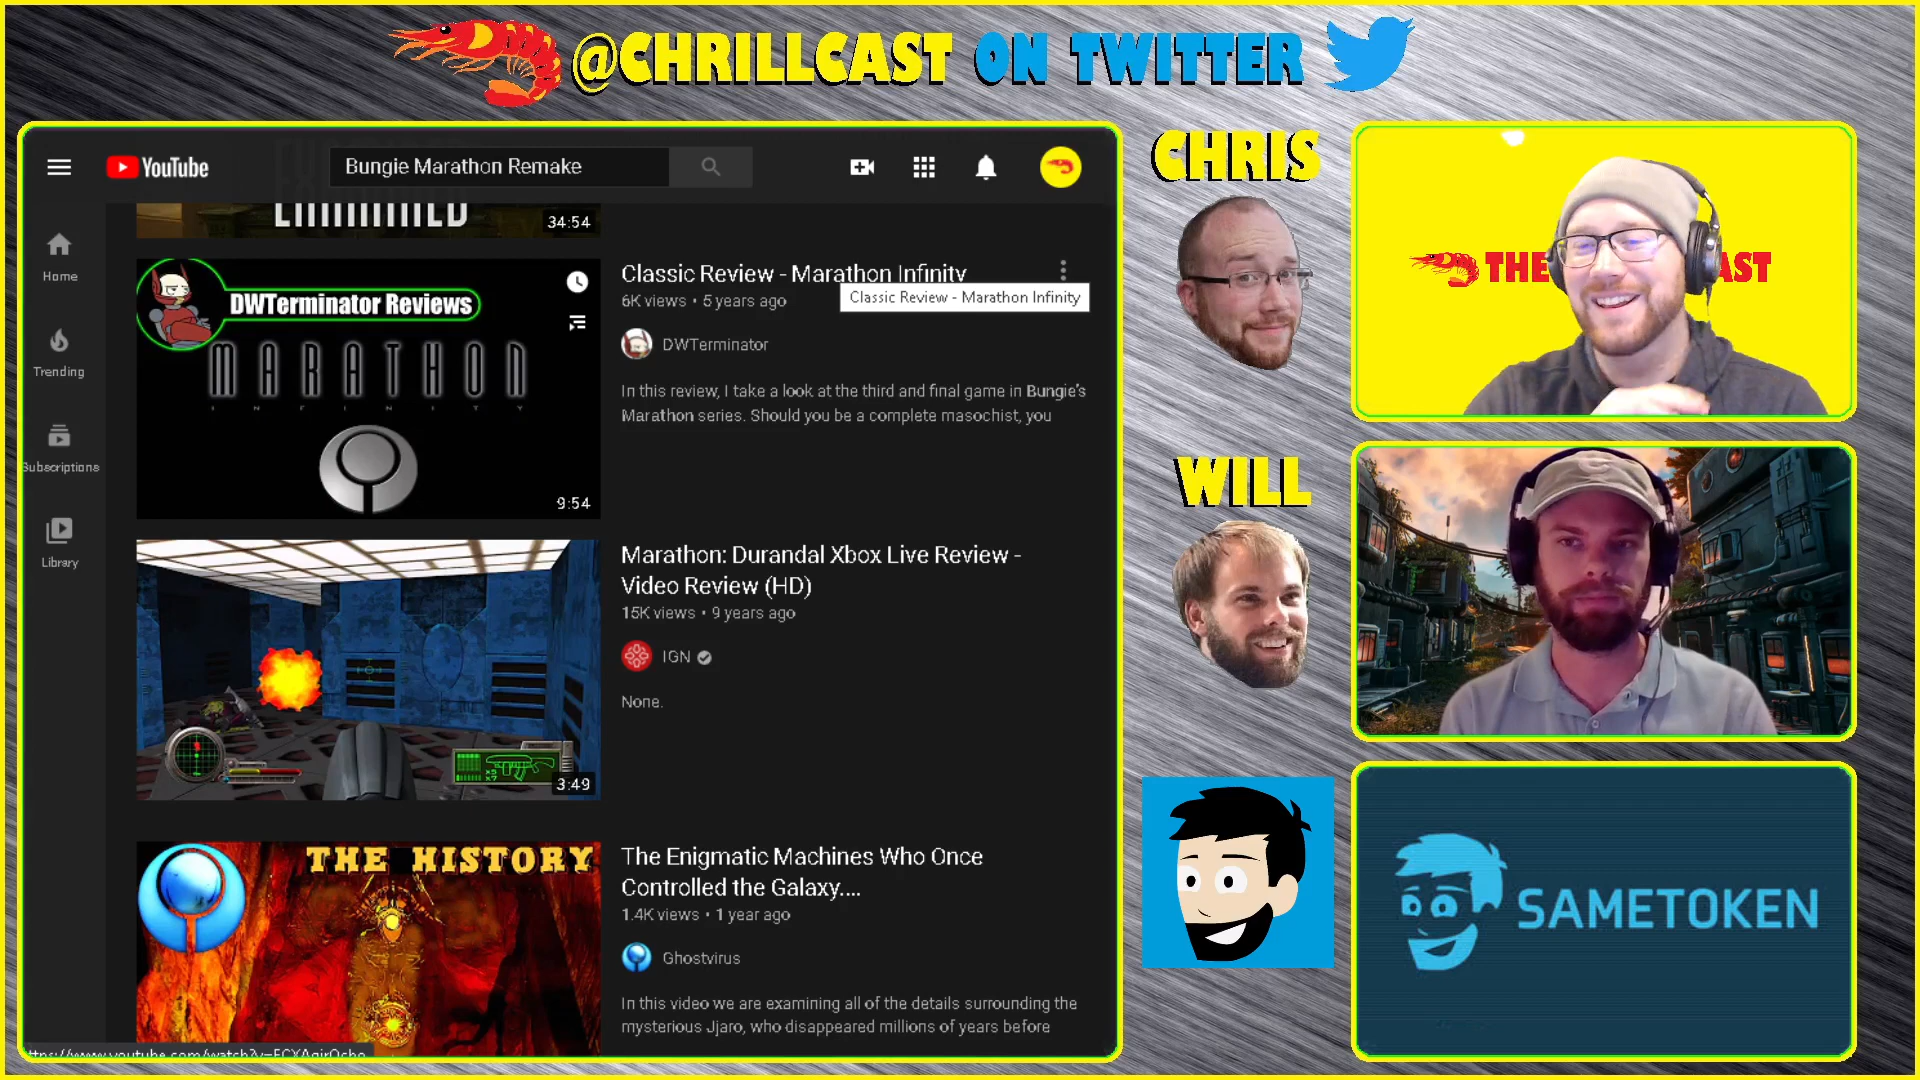 @CHRILLCAST ON TWITTER
YouTube
Bungie Marathon Remake
Home
Trending
Subscriptions
Library
34:54
DWTerminator Reviews
MARATHON
INFINITY
9:54
Classic Review - Marathon Infinity
6K views • 5 years ago
Classic Review - Marathon Infinity
DWTerminator
In this review, I take a look at the third and final game in Bungie's
Marathon series. Should you be a complete masochist, you
3:49
Marathon: Durandal Xbox Live Review -
Video Review (HD)
15K views • 9 years ago
IGN
None.
THE HISTORY
The Enigmatic Machines Who Once
Controlled the Galaxy....
1.4K views • 1 year ago
Ghostvirus
In this video we are examining all of the details surrounding the
mysterious Jjaro, who disappeared millions of years before
CHRIS
THE AST
WILL
SAMETOKEN